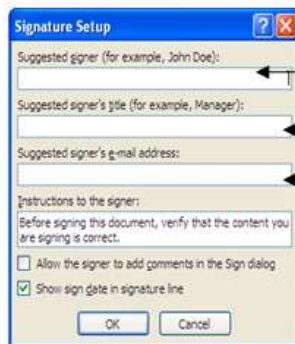 Signature Setup
Suggested signer (for example, John Doe):
Suggested signer's title (for example, Manager):
Suggested signer's e-mail address:
Instructions to the signer:
Before signing this document, verify that the content you
are signing is correct.
Allow the signer to add comments in the Sign dialog
Show sign date in signature line
OK
Cancel